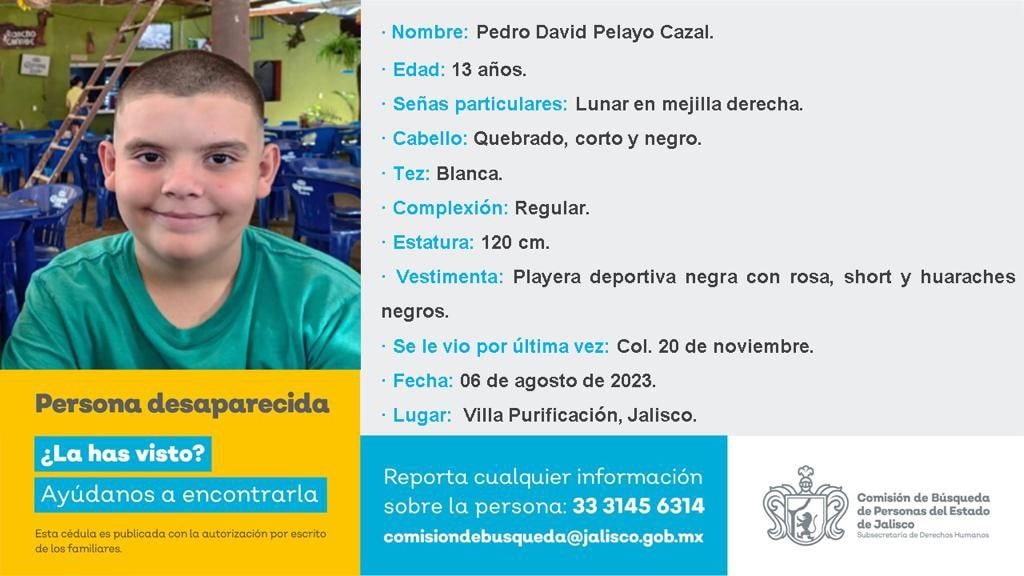 · Nombre: Pedro David Pelayo Cazal.
· Edad: 13 años.
· Señas particulares: Lunar en mejilla derecha.
· Cabello: Quebrado, corto y negro.
· Tez: Blanca.
· Complexión: Regular.
· Estatura: 120 cm.
· Vestimenta: Playera deportiva negra con rosa, short y huaraches
negros.
· Se le vio por última vez: Col. 20 de noviembre.
· Fecha: 06 de agosto de 2023.
· Lugar: Villa Purificación, Jalisco.
Persona desaparecida
¿La has visto?
Ayúdanos a encontrarla
Esta cédula es publicada con la autorización por escrito
de los familiares.
Reporta cualquier información
sobre la persona: 33 3145 6314
comisiondebusqueda@jalisco.gob.mx
Comisión de Búsqueda
de Personas del Estado
de Jalisco
Subsecretaría de Derechos Humanos